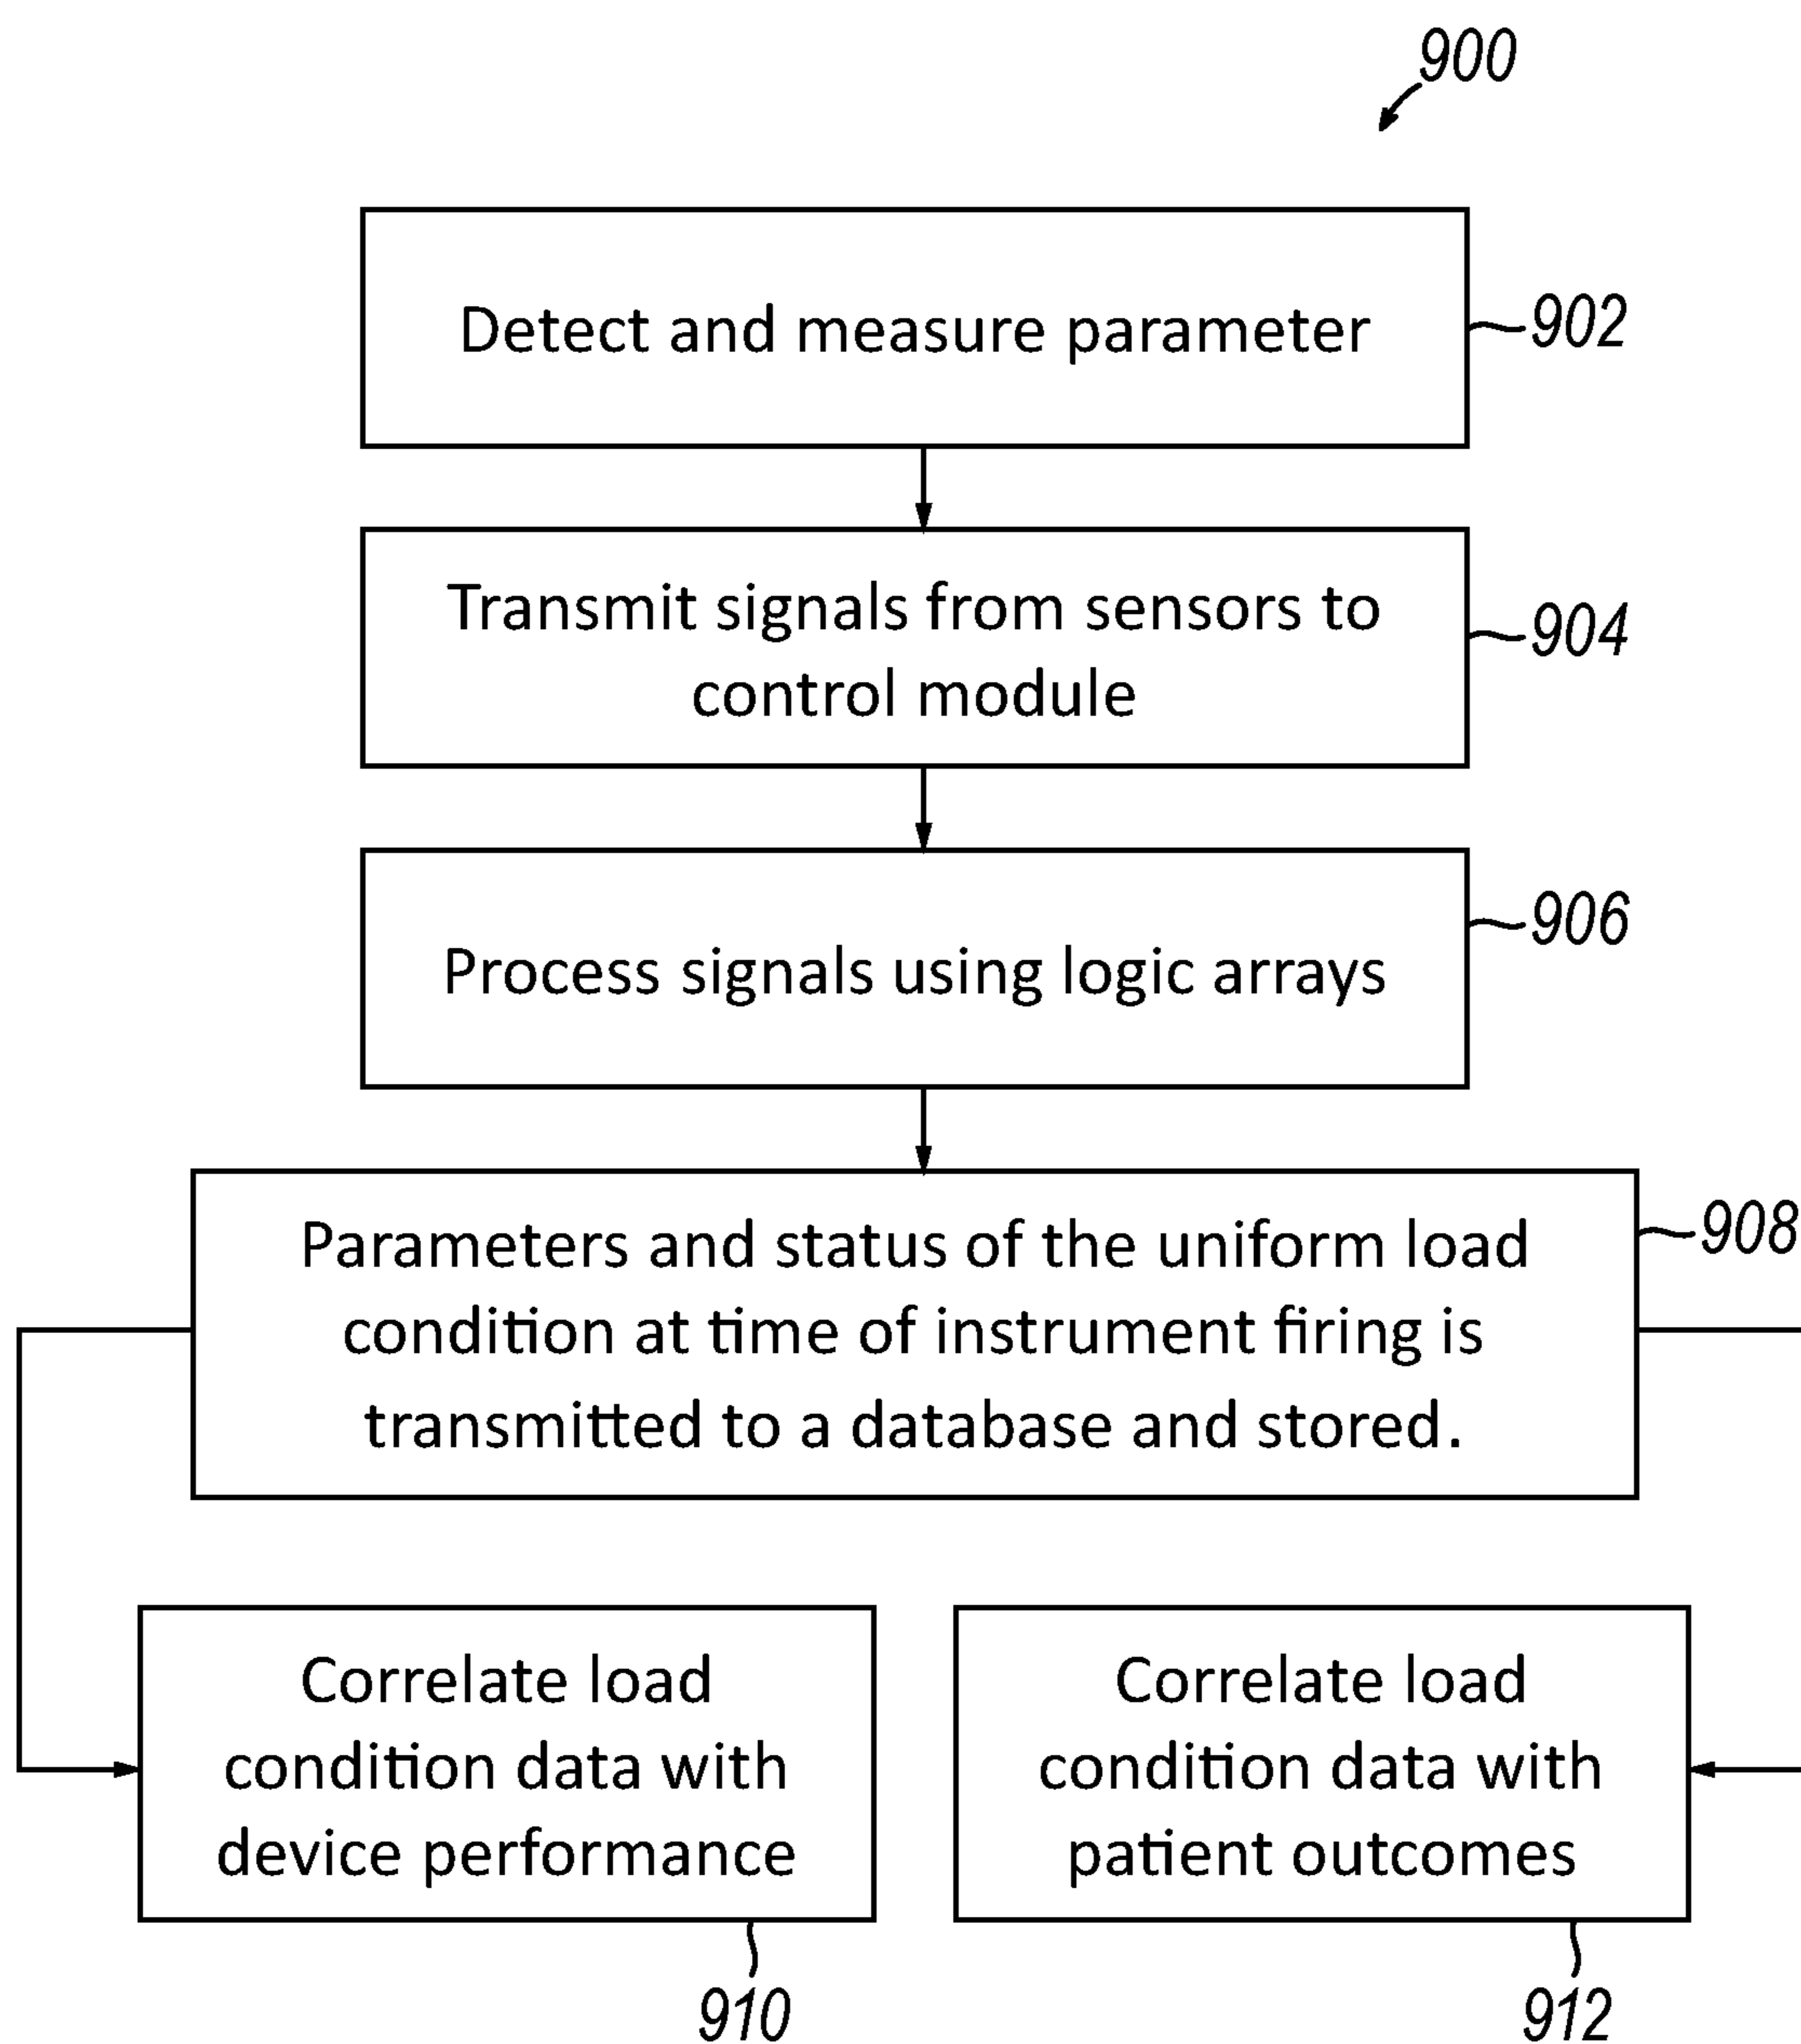 900
Detect and measure parameter
902
Transmit signals from sensors to
control module
904
Process signals using logic arrays
906
Parameters and status of the uniform load
condition at time of instrument firing is
transmitted to a database and stored.
908
Correlate load
condition data with
device performance
910
Correlate load
condition data with
patient outcomes
912